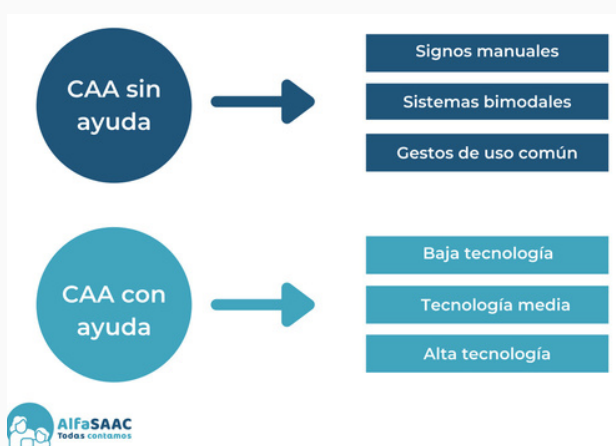 CAA sin
ayuda
Signos manuales
Sistemas bimodales
Gestos de uso común
CAA con
ayuda
Baja tecnología
Tecnología media
Alta tecnología
AlfaSAAC
Todas contamos